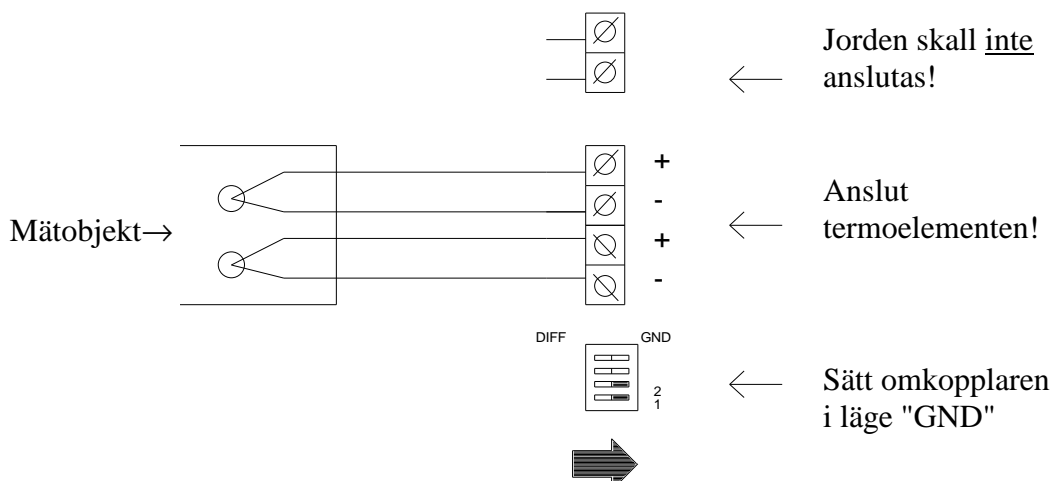 Jorden skall inte
anslutas!
+
-
+
-
Mätobjekt→
Anslut
termoelementen!
DIFF
GND
2
1
Sätt omkopplaren
i läge "GND"